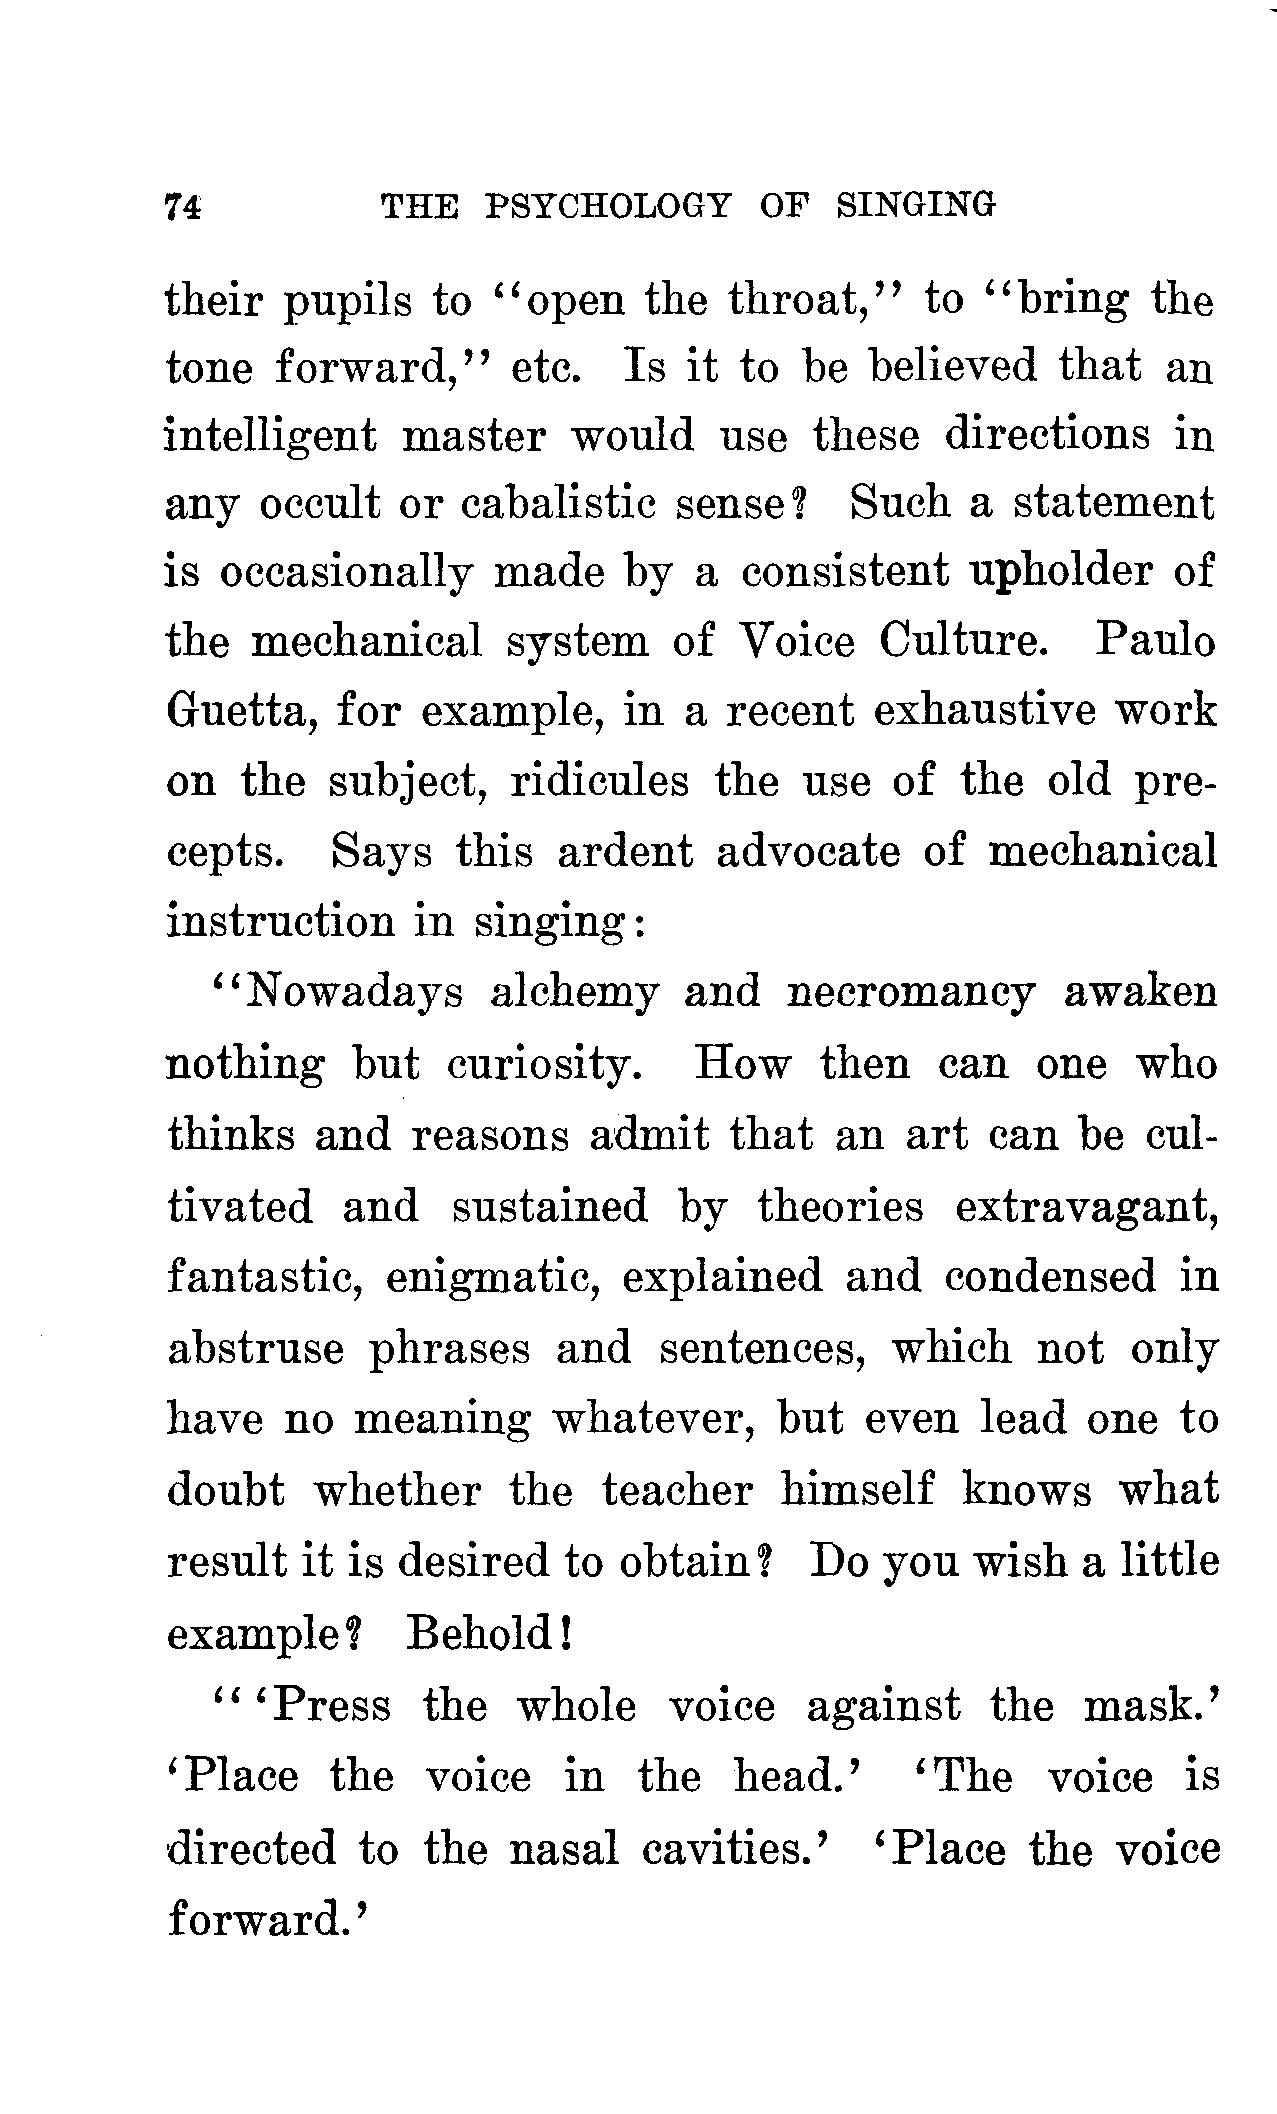 74 THE PSYCHOLOGY OF SINGING
their pupils to "open the throat," to "bring the
tone forward," etc. Is it to be believed that an
intelligent master would use these directions in
any occult or cabalistic sense? Such a statement
is occasionally made by a consistent upholder of
the mechanical system of Voice Culture. Paulo
Guetta, for example, in a recent exhaustive work
on the subject, ridicules the use of the old pre-
cepts. Says this ardent advocate of mechanical
instruction in singing:
"Nowadays alchemy and necromancy awaken
nothing but curiosity. How then can one who
thinks and reasons admit that an art can be cul-
tivated and sustained by theories extravagant,
fantastic, enigmatic, explained and condensed in
abstruse phrases and sentences, which not only
have no meaning whatever, but even lead one to
doubt whether the teacher himself knows what
result it is desired to obtain? Do you wish a little
example? Behold!
"'Press the whole voice against the mask.'
'Place the voice in the head.' 'The voice is
directed to the nasal cavities.' 'Place the voice
forward.'